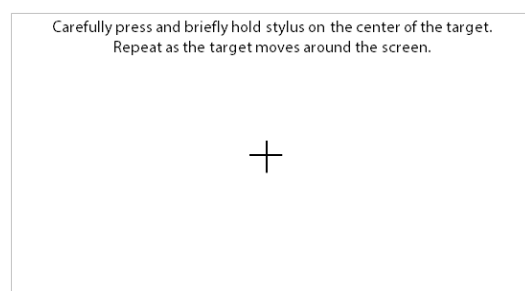 Carefully press and briefly hold stylus on the center of the target.
Repeat as the target moves around the screen.